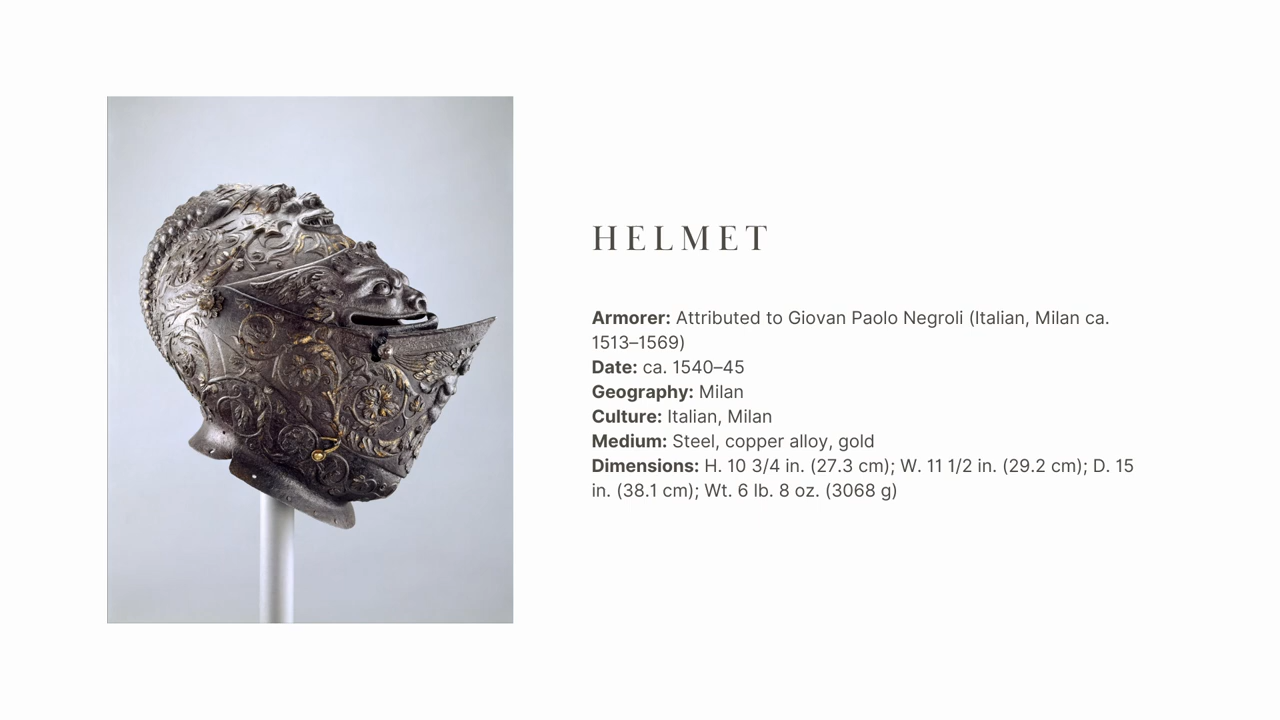 HELMET
Armorer: Attributed to Giovan Paolo Negroli (Italian, Milan ca.
1513–1569)
Date: ca. 1540–45
Geography: Milan
Culture: Italian, Milan
Medium: Steel, copper alloy, gold
Dimensions: H. 10 3/4 in. (27.3 cm); W. 11 1/2 in. (29.2 cm); D. 15
in. (38.1 cm); Wt. 6 lb. 8 oz. (3068 g)